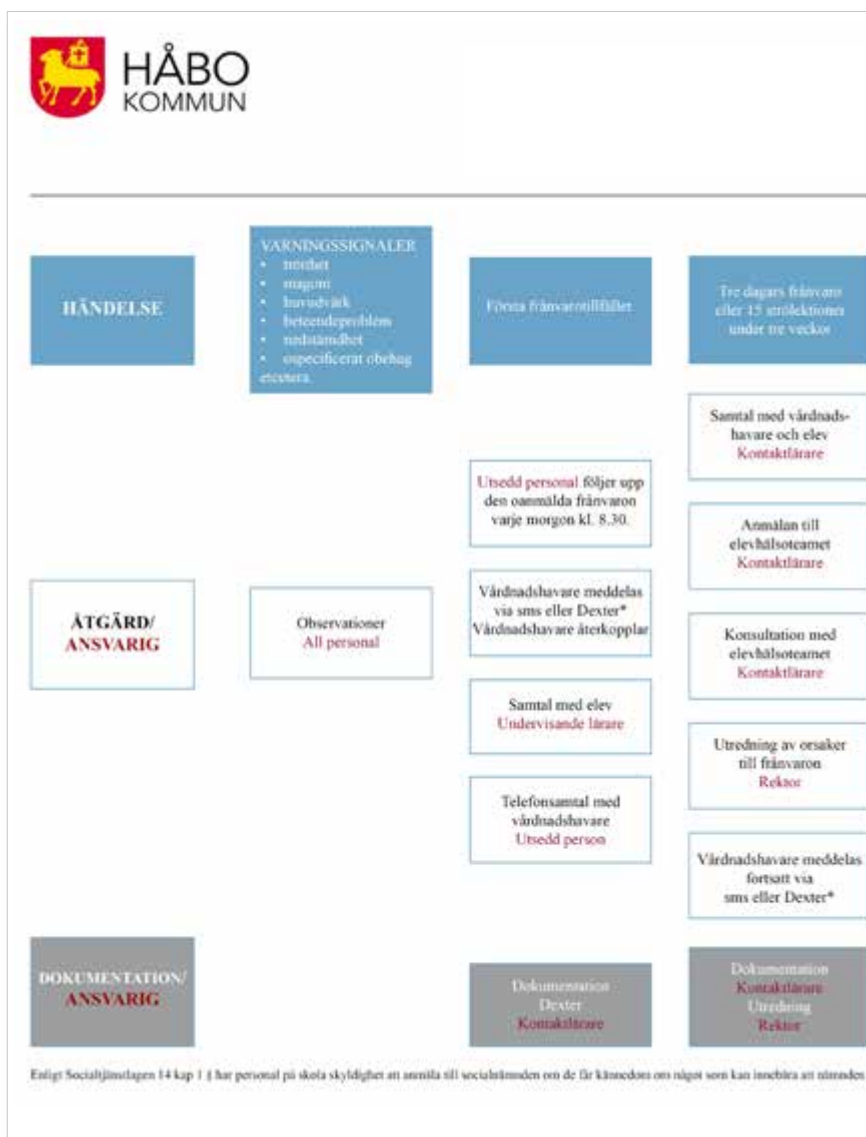 HÅBO
KOMMUN
HÄNDELSE
VARNINGSSIGNALER
• trötthet
• magont
• huvudvärk
• beteendeproblem
• nedstämdhet
• ospecificerat obehag
etcetera.
Första frånvarotillfället
Tre dagars frånvaro
eller 15 strölektioner
under tre veckor
ÅTGÄRD/
ANSVARIG
Observationer
All personal
Utsedd personal följer upp
den oanmälda frånvaron
varje morgon kl. 8.30.
Vårdnadshavare meddelas
via sms eller Dexter*
Vårdnadshavare återkopplar
Samtal med elev
Undervisande lärare
Telefonsamtal med
vårdnadshavare
Utsedd person
Samtal med vårdnads-
havare och elev
Kontaktlärare
Anmälan till
elevhälsoteamet
Kontaktlärare
Konsultation med
elevhälsoteamet
Kontaktlärare
Utredning av orsaker
till frånvaron
Rektor
Vårdnadshavare meddelas
fortsatt via
sms eller Dexter*
DOKUMENTATION/
ANSVARIG
Dokumentation
Dexter
Kontaktlärare
Dokumentation
Kontaktlärare
Utredning
Rektor
Enligt Socialtjänstlagen 14 kap 1 § har personal på skola skyldighet att anmäla till socialnämnden om de får kännedom om något som kan innebära att nämnden